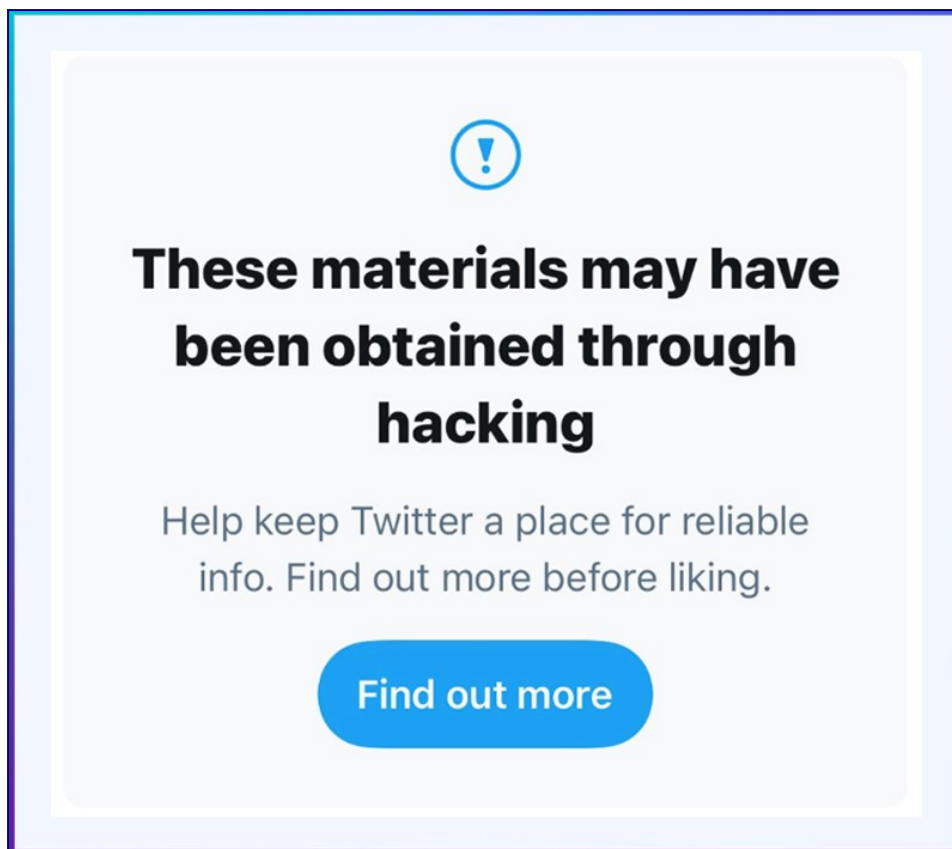 These materials may have
been obtained through
hacking
Help keep Twitter a place for reliable
info. Find out more before liking.
Find out more